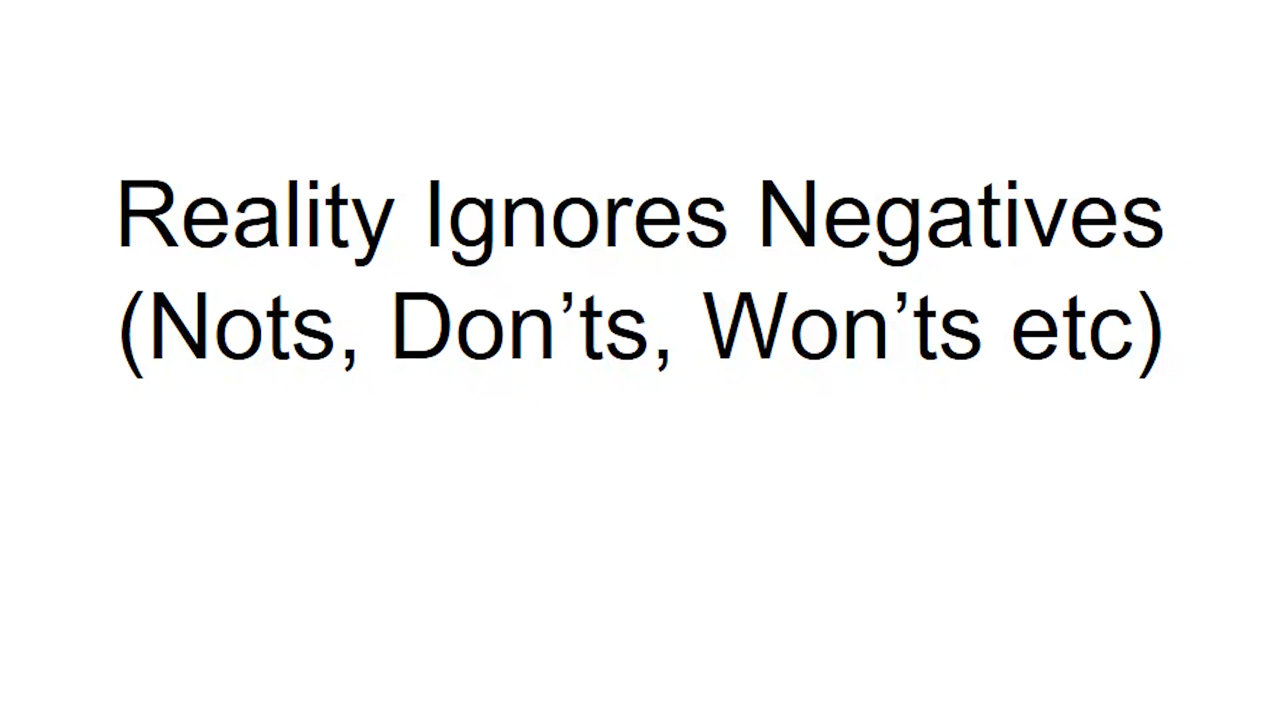 Reality Ignores Negatives
(Nots, Don’ts, Won’ts etc)